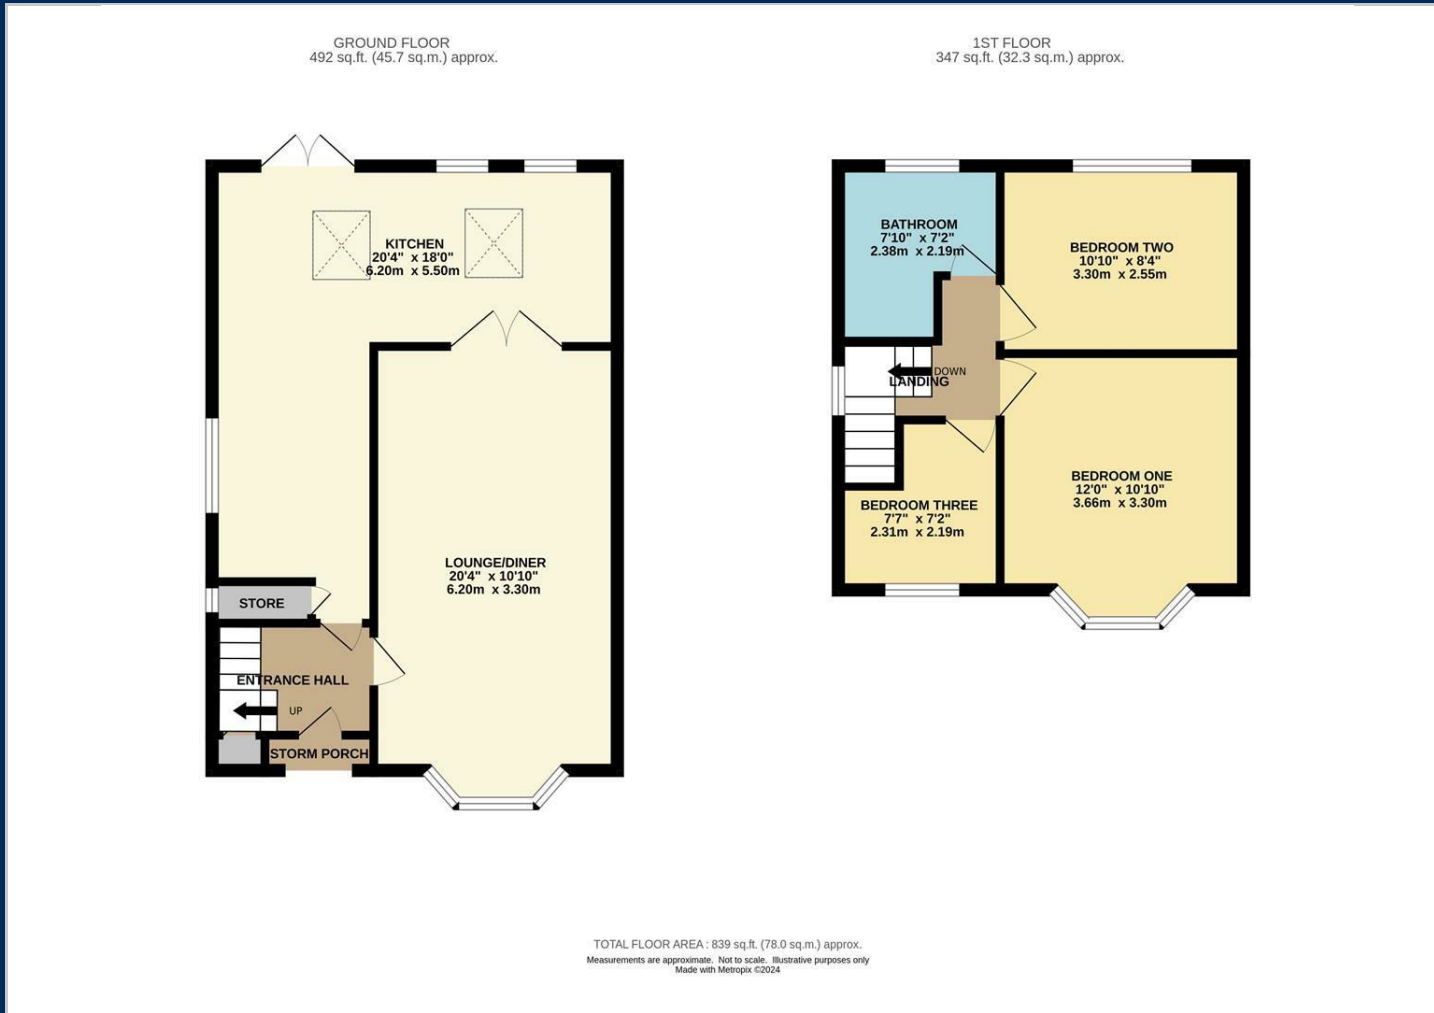 GROUND FLOOR
492 sq.ft. (45.7 sq.m.) approx.
1ST FLOOR
347 sq.ft. (32.3 sq.m.) approx.
KITCHEN
20'4" x 18'0"
6.20m x 5.50m
LOUNGE/DINER
20'4" x 10'10"
6.20m x 3.30m
STORE
ENTRANCE HALL
UP
STORM PORCH
BATHROOM
7'10" x 7'2"
2.38m x 2.19m
BEDROOM TWO
10'10" x 8'4"
3.30m x 2.55m
DOWN
LANDING
BEDROOM ONE
12'0" x 10'10"
3.66m x 3.30m
BEDROOM THREE
7'7" x 7'2"
2.31m x 2.19m
TOTAL FLOOR AREA : 839 sq.ft. (78.0 sq.m.) approx.
Measurements are approximate. Not to scale. Illustrative purposes only
Made with Metropix ©2024